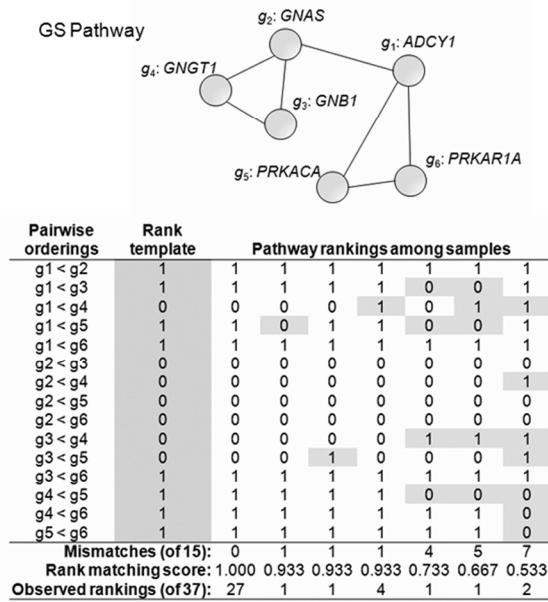 GS Pathway
g₂: GNAS
g₁: ADCY1
g₄: GNGT1
g₃: GNB1
g₅: PRKACA
g₆: PRKAR1A
Pairwise orderings Rank template Pathway rankings among samples
g1 < g2 1 1 1 1 1 1 1 1
g1 < g3 1 1 1 1 1 0 0 1
g1 < g4 0 0 0 0 1 0 1 1
g1 < g5 1 1 0 1 1 0 0 1
g1 < g6 1 1 1 1 1 1 1 1
g2 < g3 0 0 0 0 0 0 0 0
g2 < g4 0 0 0 0 0 0 0 1
g2 < g5 0 0 0 0 0 0 0 0
g2 < g6 0 0 0 0 0 0 0 0
g3 < g4 0 0 0 0 0 1 1 1
g3 < g5 0 0 0 1 0 0 0 1
g3 < g6 1 1 1 1 1 1 1 1
g4 < g5 1 1 1 1 1 0 0 0
g4 < g6 1 1 1 1 1 1 1 0
g5 < g6 1 1 1 1 1 1 1 0
Mismatches (of 15): 0 1 1 1 4 5 7
Rank matching score: 1.000 0.933 0.933 0.933 0.733 0.667 0.533
Observed rankings (of 37): 27 1 1 4 1 1 2